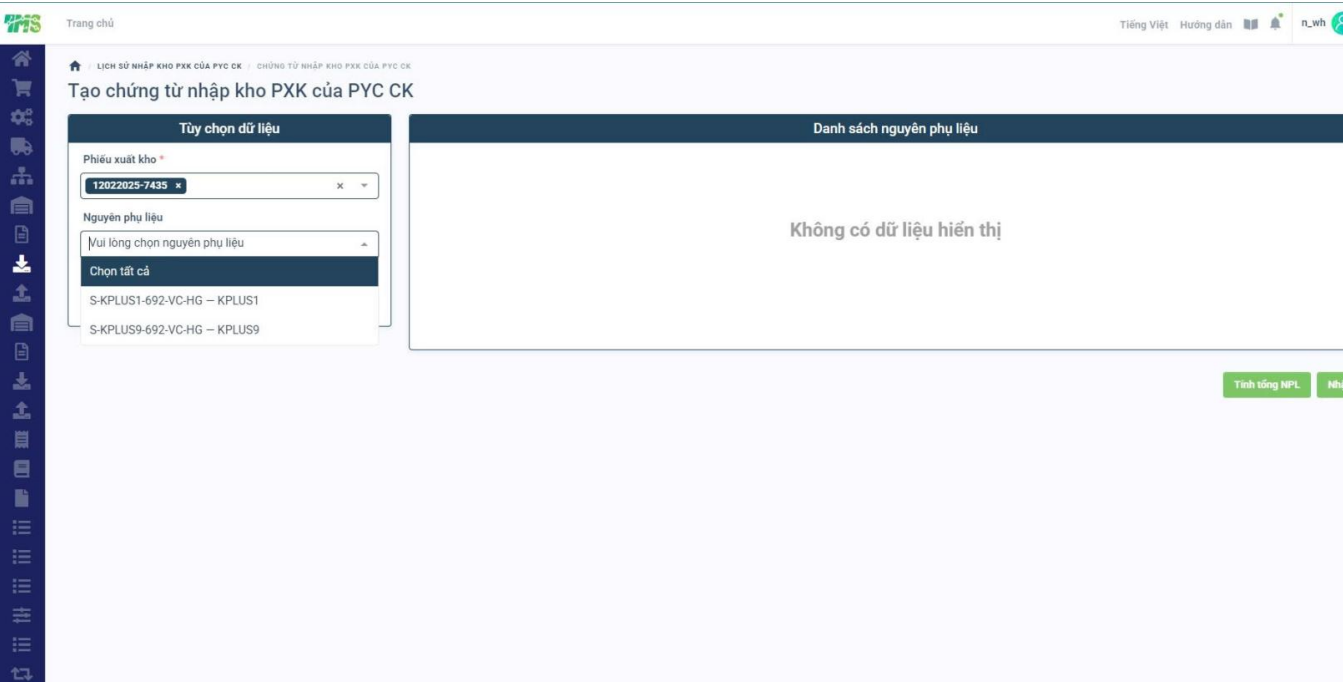 TMS
Trang chủ
Tiếng Việt Hướng dẫn n_wh
/ LỊCH SỬ NHẬP KHO PXK CỦA PYC CK / CHỨNG TỪ NHẬP KHO PXK CỦA PYC CK
Tạo chứng từ nhập kho PXK của PYC CK
Tùy chọn dữ liệu
Danh sách nguyên phụ liệu
Phiếu xuất kho *
12022025-7435 ×
×
Nguyên phụ liệu
Vui lòng chọn nguyên phụ liệu
Không có dữ liệu hiển thị
Chọn tất cả
S-KPLUS1-692-VC-HG — KPLUS1
S-KPLUS9-692-VC-HG — KPLUS9
Tính tổng NPL